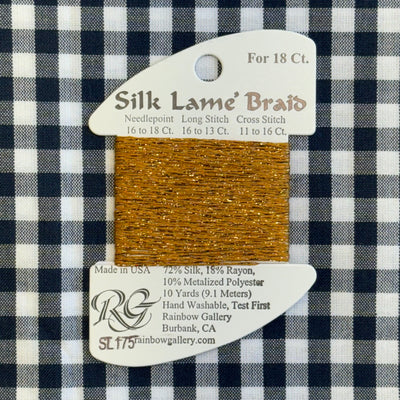 For 18 Ct.
Silk Lame' Braid
Needlepoint Long Stitch Cross Stitch
16 to 18 Ct. 16 to 13 Ct. 11 to 16 Ct.
Made in USA 72% Silk, 18% Rayon,
10% Metalized Polyester
10 Yards (9.1 Meters)
Hand Washable, Test First
Rainbow Gallery
Burbank, CA
rainbowgallery.com
RG
SL175